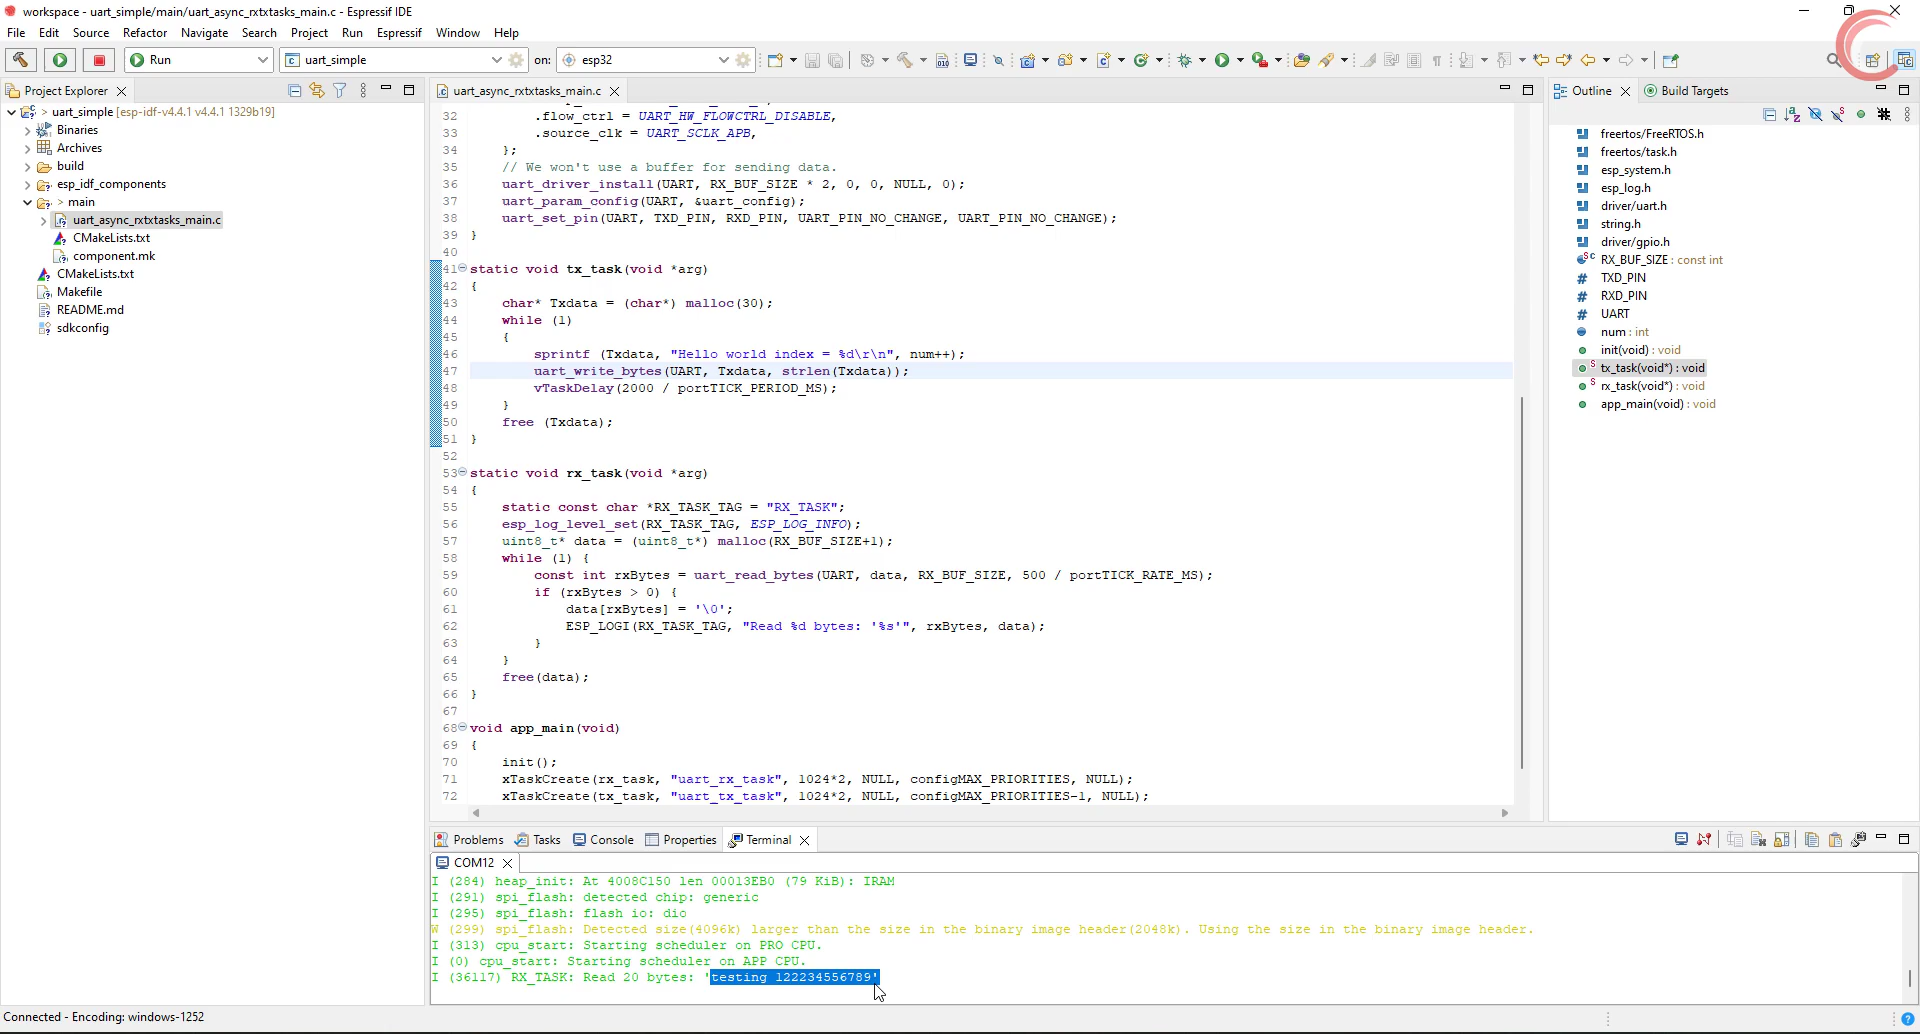 workspace - uart_simple/main/uart_async_rxtxtasks_main.c - Espressif IDE
File Edit Source Refactor Navigate Search Project Run Espressif Window Help
Run uart_simple on: esp32
Project Explorer
uart_simple [esp-idf-v4.4.1 v4.4.1 1329b19]
Binaries
Archives
build
esp_idf_components
> main
uart_async_rxtxtasks_main.c
CMakeLists.txt
component.mk
CMakeLists.txt
Makefile
README.md
sdkconfig
uart_async_rxtxtasks_main.c
32 .flow_ctrl = UART_HW_FLOWCTRL_DISABLE,
33 .source_clk = UART_SCLK_APB,
34 };
35 // We won't use a buffer for sending data.
36 uart_driver_install(UART, RX_BUF_SIZE * 2, 0, 0, NULL, 0);
37 uart_param_config(UART, &uart_config);
38 uart_set_pin(UART, TXD_PIN, RXD_PIN, UART_PIN_NO_CHANGE, UART_PIN_NO_CHANGE);
39 }
40
41 static void tx_task(void *arg)
42 {
43 char* Txdata = (char*) malloc(30);
44 while (1)
45 {
46 sprintf (Txdata, "Hello world index = %d\r\n", num++);
47 uart_write_bytes(UART, Txdata, strlen(Txdata));
48 vTaskDelay(2000 / portTICK_PERIOD_MS);
49 }
50 free (Txdata);
51 }
52
53 static void rx_task(void *arg)
54 {
55 static const char *RX_TASK_TAG = "RX_TASK";
56 esp_log_level_set(RX_TASK_TAG, ESP_LOG_INFO);
57 uint8_t* data = (uint8_t*) malloc(RX_BUF_SIZE+1);
58 while (1) {
59 const int rxBytes = uart_read_bytes(UART, data, RX_BUF_SIZE, 500 / portTICK_RATE_MS);
60 if (rxBytes > 0) {
61 data[rxBytes] = '\0';
62 ESP_LOGI(RX_TASK_TAG, "Read %d bytes: '%s'", rxBytes, data);
63 }
64 }
65 free(data);
66 }
67
68 void app_main(void)
69 {
70 init();
71 xTaskCreate(rx_task, "uart_rx_task", 1024*2, NULL, configMAX_PRIORITIES, NULL);
72 xTaskCreate(tx_task, "uart_tx_task", 1024*2, NULL, configMAX_PRIORITIES-1, NULL);
Outline Build Targets
freertos/FreeRTOS.h
freertos/task.h
esp_system.h
esp_log.h
driver/uart.h
string.h
driver/gpio.h
RX_BUF_SIZE : const int
TXD_PIN
RXD_PIN
UART
num : int
init(void) : void
tx_task(void*) : void
rx_task(void*) : void
app_main(void) : void
Problems Tasks Console Properties Terminal
COM12
I (284) heap_init: At 4008C150 len 00013EB0 (79 KiB): IRAM
I (291) spi_flash: detected chip: generic
I (295) spi_flash: flash io: dio
W (299) spi_flash: Detected size(4096k) larger than the size in the binary image header(2048k). Using the size in the binary image header.
I (313) cpu_start: Starting scheduler on PRO CPU.
I (0) cpu_start: Starting scheduler on APP CPU.
I (36117) RX_TASK: Read 20 bytes: 'testing 122234556789'
Connected - Encoding: windows-1252